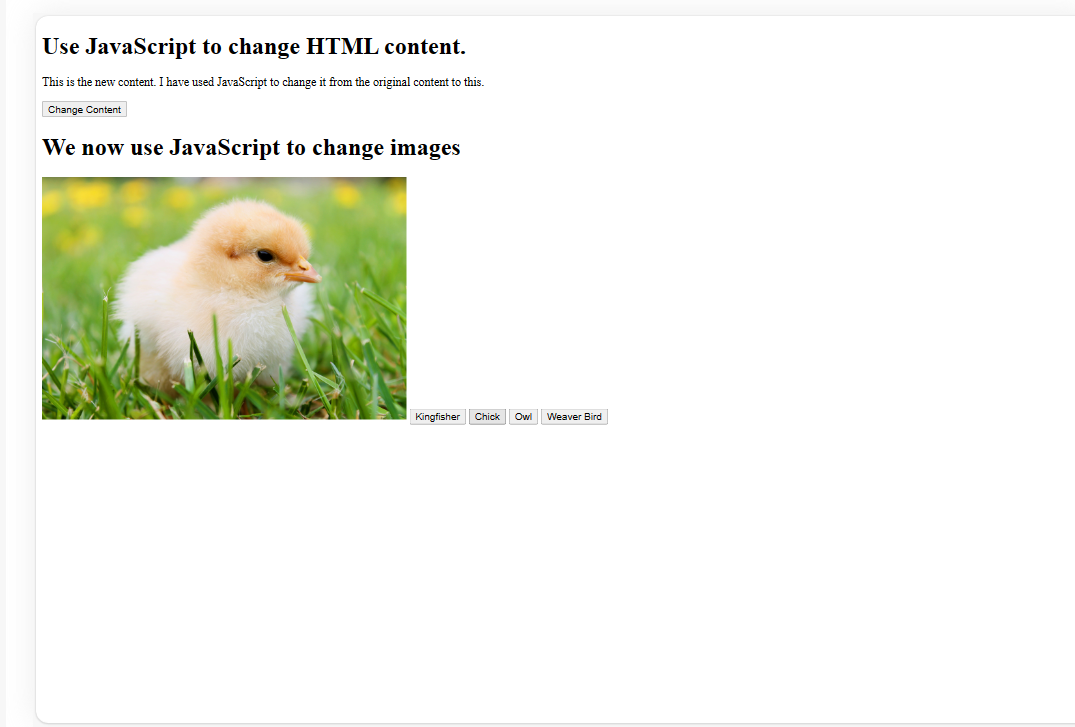 Use JavaScript to change HTML content.
This is the new content. I have used JavaScript to change it from the original content to this.
Change Content
We now use JavaScript to change images
Kingfisher Chick Owl Weaver Bird